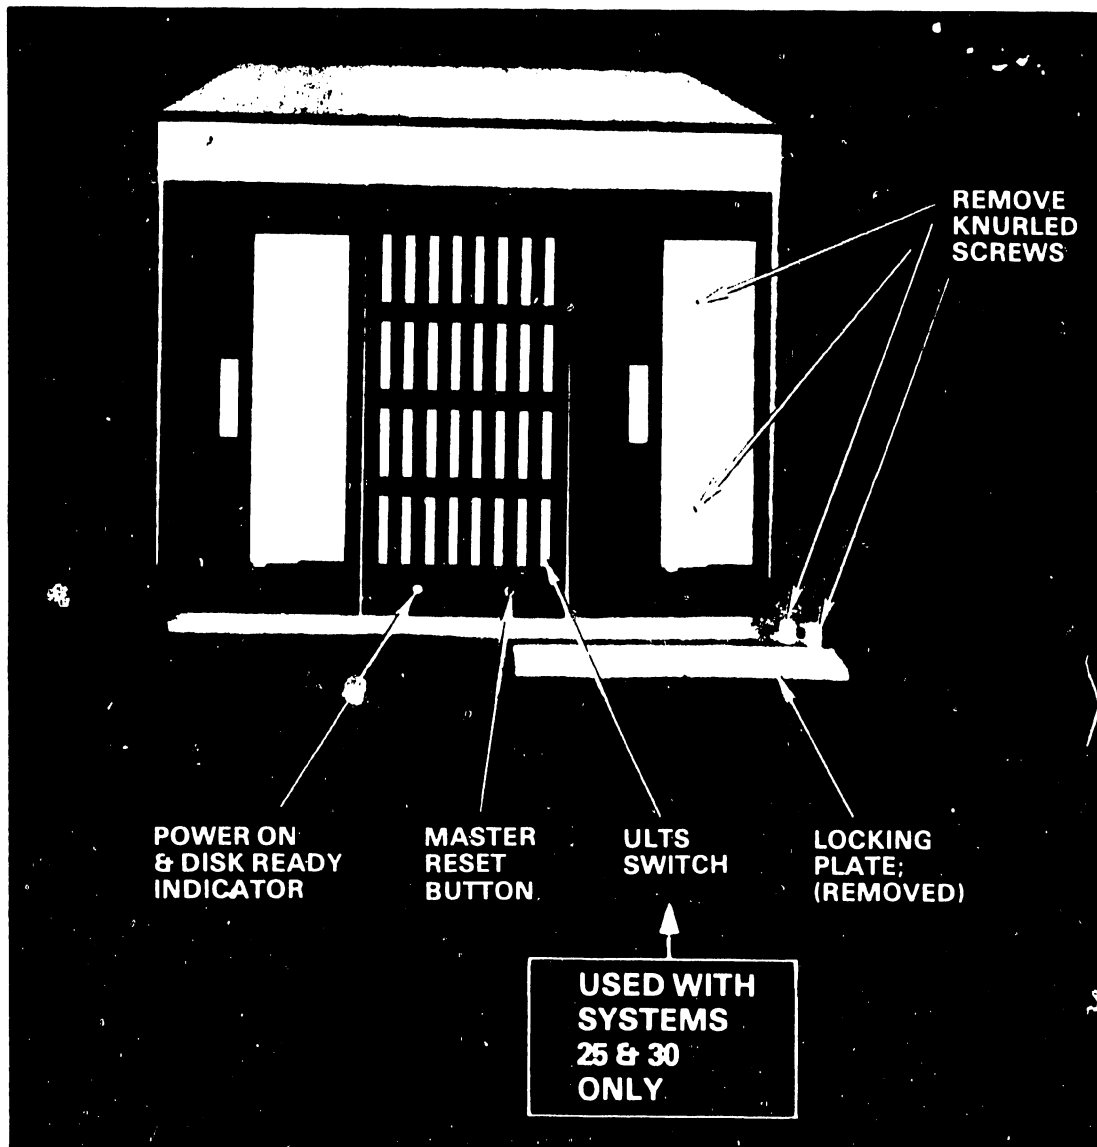 REMOVE
KNURLED
SCREWS
POWER ON
& DISK READY
INDICATOR
MASTER
RESET
BUTTON
ULTS
SWITCH
LOCKING
PLATE;
(REMOVED)
USED WITH
SYSTEMS
25 & 30
ONLY